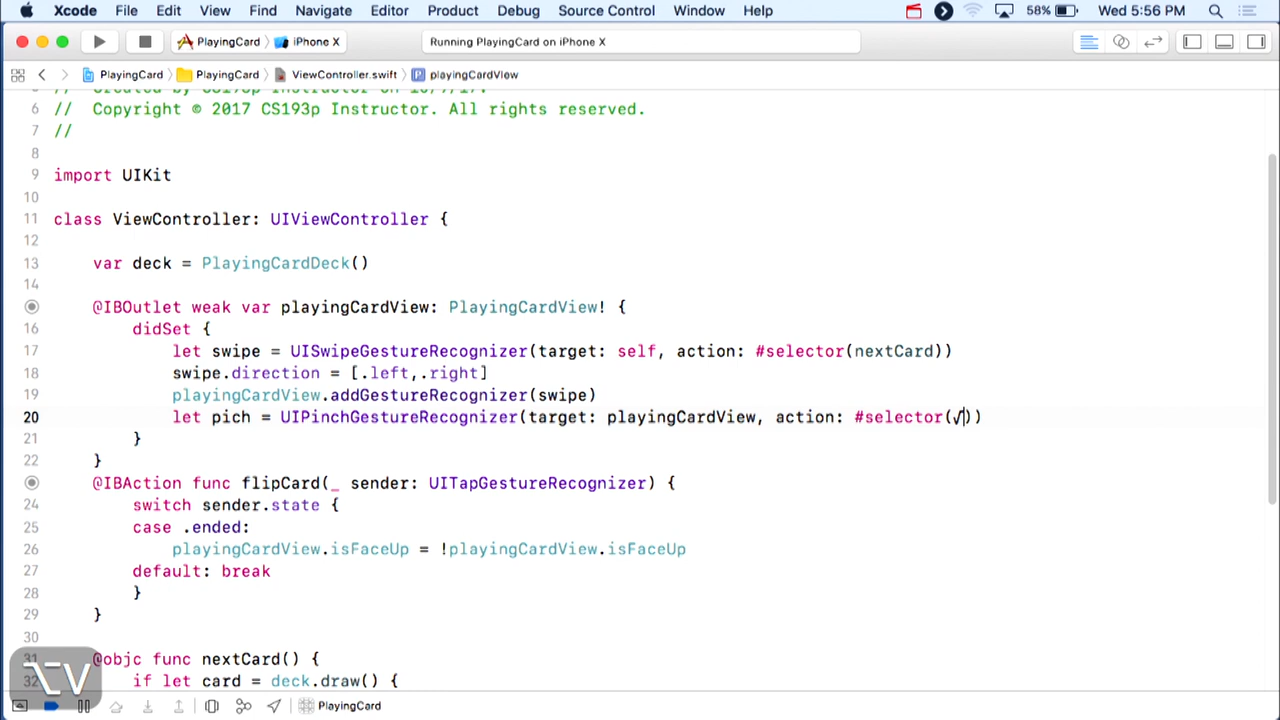 Xcode File Edit View Find Navigate Editor Product Debug Source Control Window Help 58% Wed 5:56 PM
PlayingCard iPhone X Running PlayingCard on iPhone X
PlayingCard PlayingCard ViewController.swift P playingCardView
// Created by CS193p Instructor on
6 // Copyright © 2017 CS193p Instructor. All rights reserved.
7 //
8
9 import UIKit
10
11 class ViewController: UIViewController {
12
13 var deck = PlayingCardDeck()
14
@IBOutlet weak var playingCardView: PlayingCardView! {
16 didSet {
17 let swipe = UISwipeGestureRecognizer(target: self, action: #selector(nextCard))
18 swipe.direction = [.left,.right]
19 playingCardView.addGestureRecognizer(swipe)
20 let pich = UIPinchGestureRecognizer(target: playingCardView, action: #selector(√))
21 }
22 }
@IBAction func flipCard(_ sender: UITapGestureRecognizer) {
24 switch sender.state {
25 case .ended:
26 playingCardView.isFaceUp = !playingCardView.isFaceUp
27 default: break
28 }
29 }
30
31 @objc func nextCard() {
32 if let card = deck.draw() {
⌥V
PlayingCard